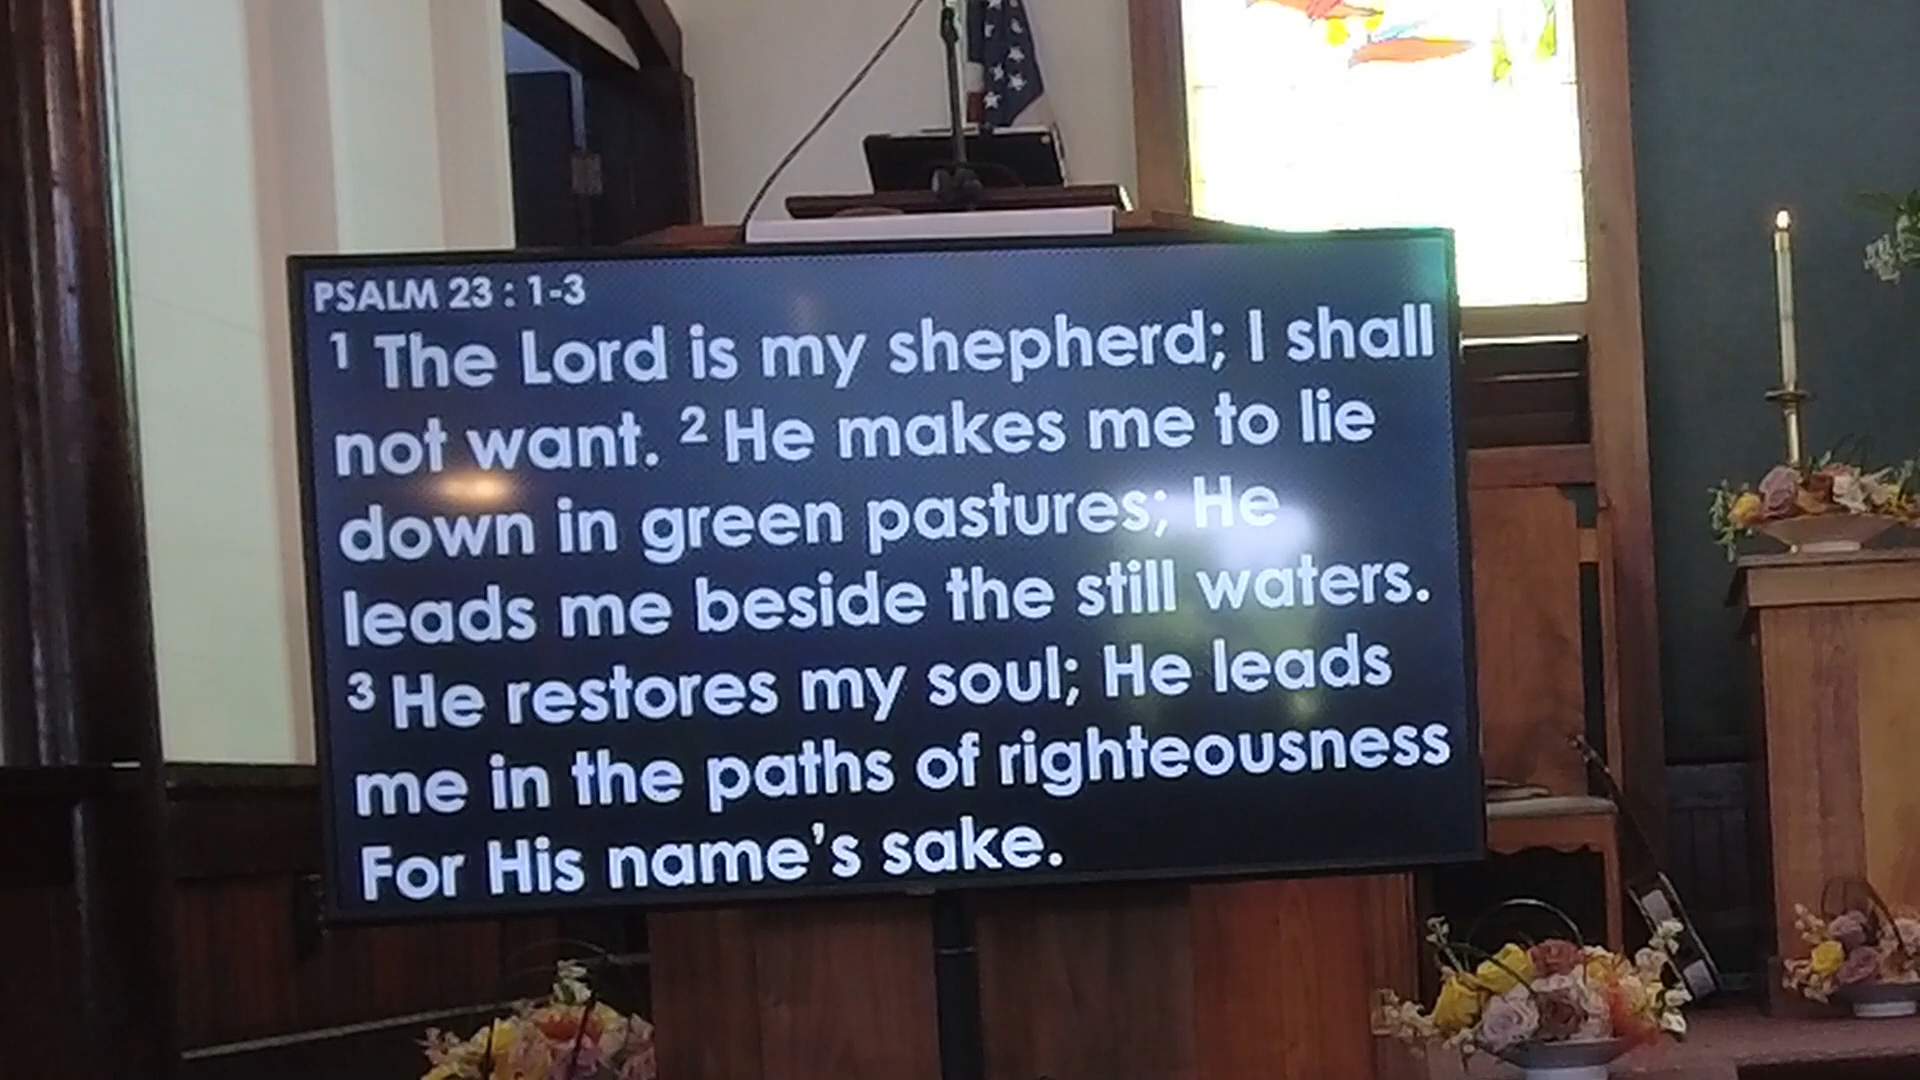 PSALM 23 : 1-3
1 The Lord is my shepherd; I shall
not want. 2 He makes me to lie
down in green pastures; He
leads me beside the still waters.
3 He restores my soul; He leads
me in the paths of righteousness
For His name’s sake.